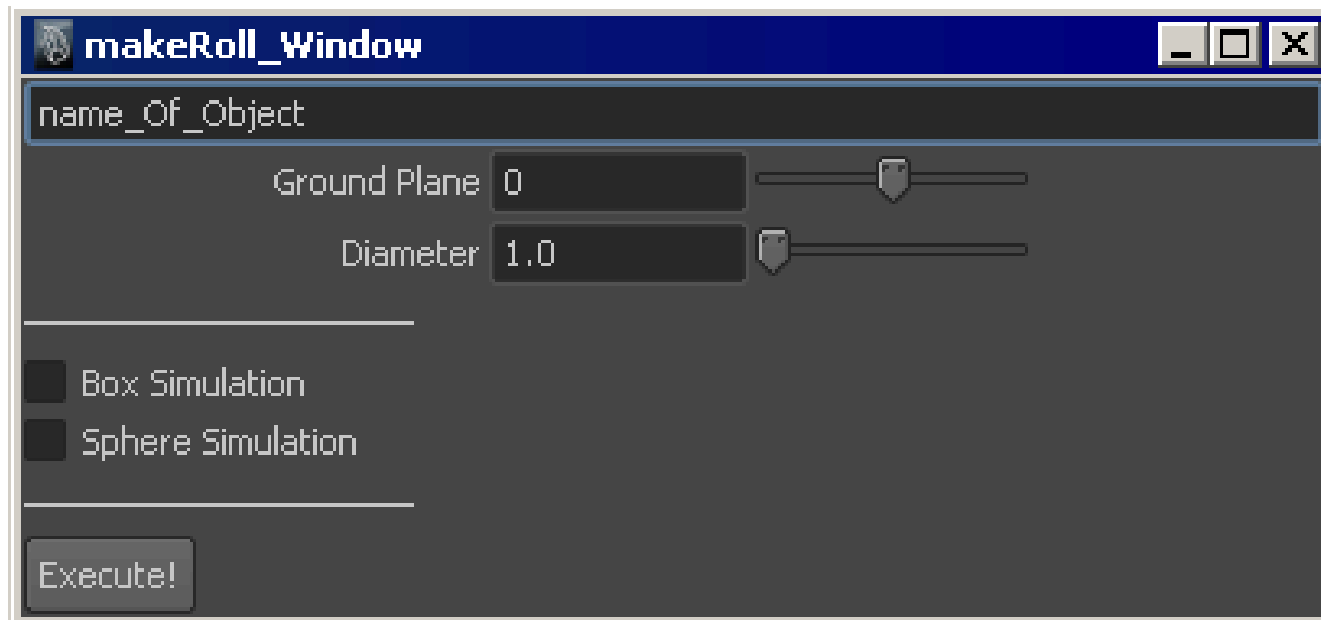 makeRoll_Window
name_Of_Object
Ground Plane 0
Diameter 1.0
Box Simulation
Sphere Simulation
Execute!